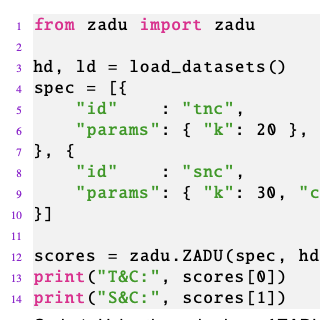 1 from zadu import zadu
2
3 hd, ld = load_datasets()
4 spec = [{
5     "id"    : "tnc",
6     "params": { "k": 20 },
7 }, {
8     "id"    : "snc",
9     "params": { "k": 30, "c
10 }]
11
12 scores = zadu.ZADU(spec, hd
13 print("T&C:", scores[0])
14 print("S&C:", scores[1])